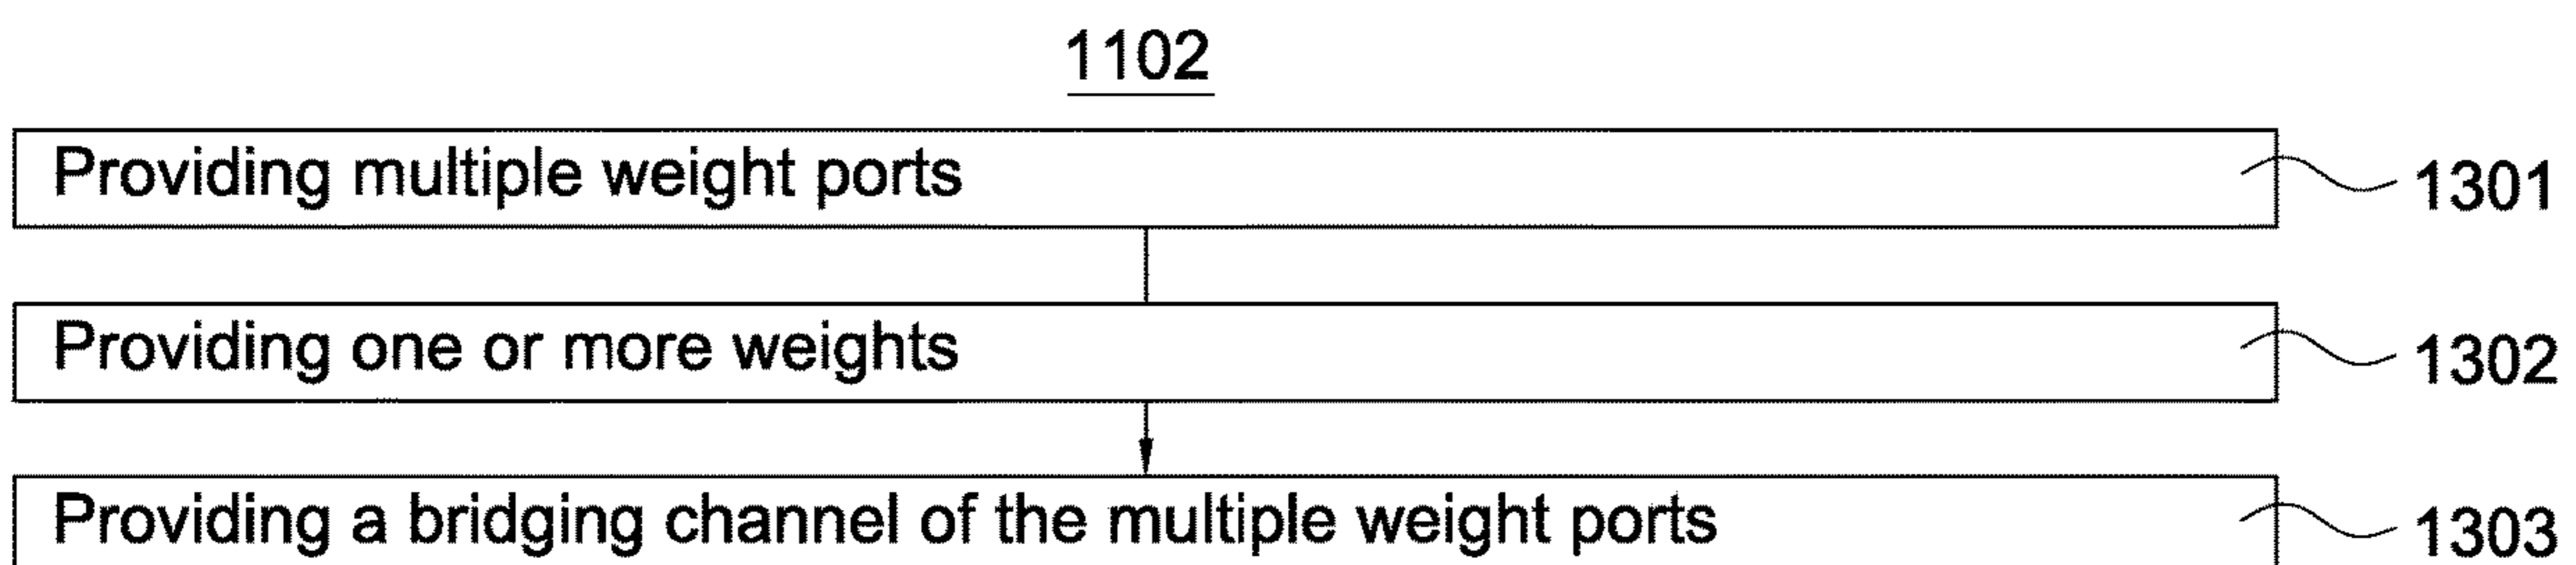 1102
Providing multiple weight ports 1301
Providing one or more weights 1302
Providing a bridging channel of the multiple weight ports 1303